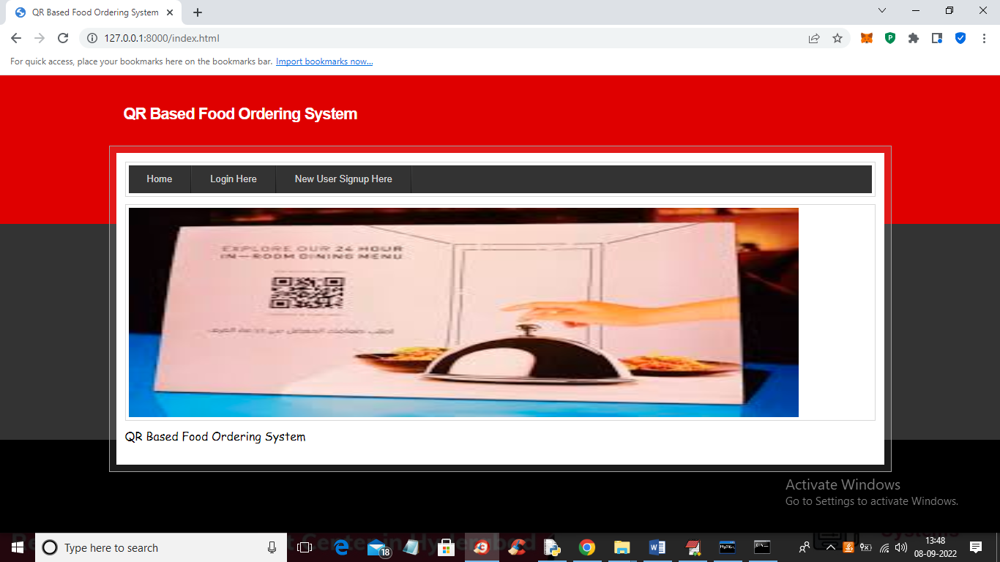 QR Based Food Ordering System
127.0.0.1:8000/index.html
For quick access, place your bookmarks here on the bookmarks bar. Import bookmarks now...
QR Based Food Ordering System
Home Login Here New User Signup Here
EXPLORE OUR 24 HOUR
IN-ROOM DINING MENU
QR Based Food Ordering System
Activate Windows
Go to Settings to activate Windows.
Type here to search
18
13:48
08-09-2022